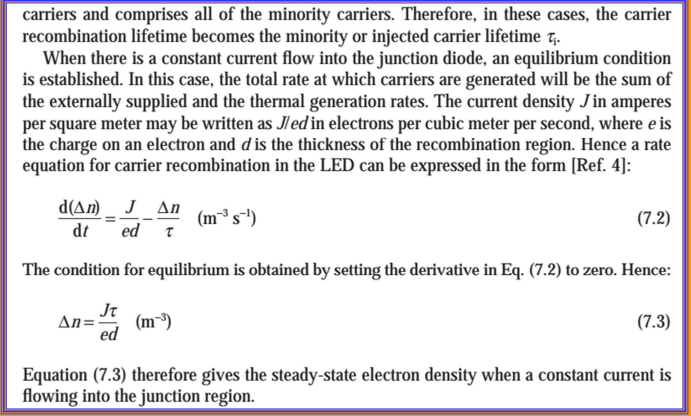 carriers and comprises all of the minority carriers. Therefore, in these cases, the carrier
recombination lifetime becomes the minority or injected carrier lifetime τᵢ.
When there is a constant current flow into the junction diode, an equilibrium condition
is established. In this case, the total rate at which carriers are generated will be the sum of
the externally supplied and the thermal generation rates. The current density J in amperes
per square meter may be written as J/ed in electrons per cubic meter per second, where e is
the charge on an electron and d is the thickness of the recombination region. Hence a rate
equation for carrier recombination in the LED can be expressed in the form [Ref. 4]:
d(Δn)/dt = J/ed − Δn/τ (m⁻³ s⁻¹) (7.2)
The condition for equilibrium is obtained by setting the derivative in Eq. (7.2) to zero. Hence:
Δn = Jτ/ed (m⁻³) (7.3)
Equation (7.3) therefore gives the steady-state electron density when a constant current is
flowing into the junction region.